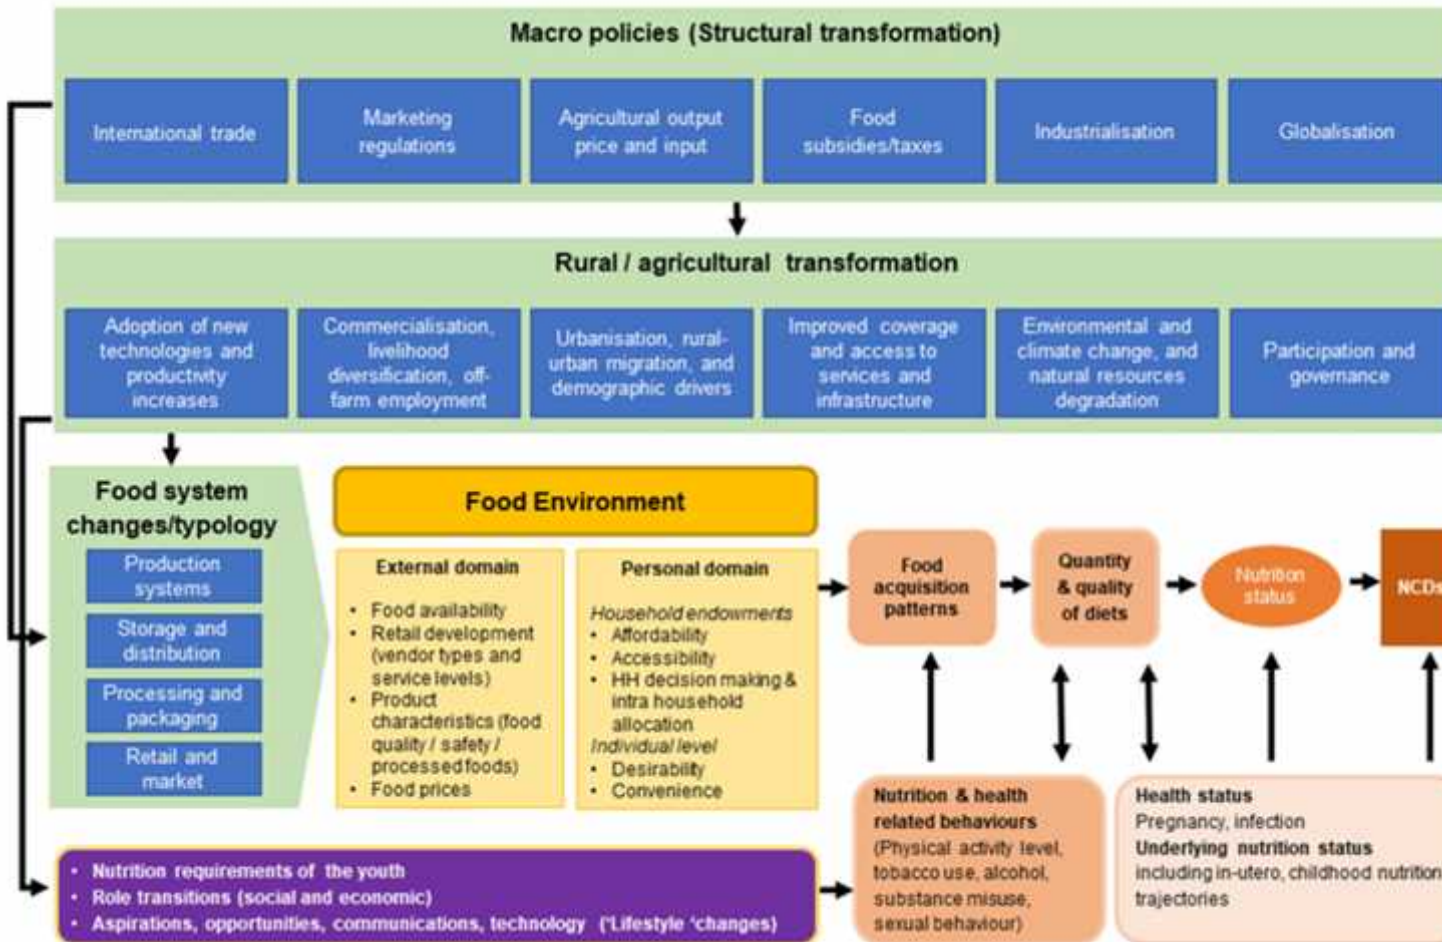 Macro policies (Structural transformation)
International trade
Marketing
regulations
Agricultural output
price and input
Food
subsidies/taxes
Industrialisation
Globalisation
Rural / agricultural transformation
Adoption of new
technologies and
productivity
increases
Commercialisation,
livelihood
diversification, off-
farm employment
Urbanisation, rural-
urban migration, and
demographic drivers
Improved coverage
and access to
services and
infrastructure
Environmental and
climate change, and
natural resources
degradation
Participation and
governance
Food system
changes/typology
Production
systems
Storage and
distribution
Processing and
packaging
Retail and
market
Food Environment
External domain
• Food availability
• Retail development
(vendor types and
service levels)
• Product
characteristics (food
quality / safety /
processed foods)
• Food prices
Personal domain
Household endowments
• Affordability
• Accessibility
• HH decision making &
intra household
allocation
Individual level
• Desirability
• Convenience
Food
acquisition
patterns
Quantity
& quality
of diets
Nutrition
status
NCDs
• Nutrition requirements of the youth
• Role transitions (social and economic)
• Aspirations, opportunities, communications, technology ('Lifestyle 'changes)
Nutrition & health
related behaviours
(Physical activity level,
tobacco use, alcohol,
substance misuse,
sexual behaviour)
Health status
Pregnancy, infection
Underlying nutrition status
including in-utero, childhood nutrition
trajectories